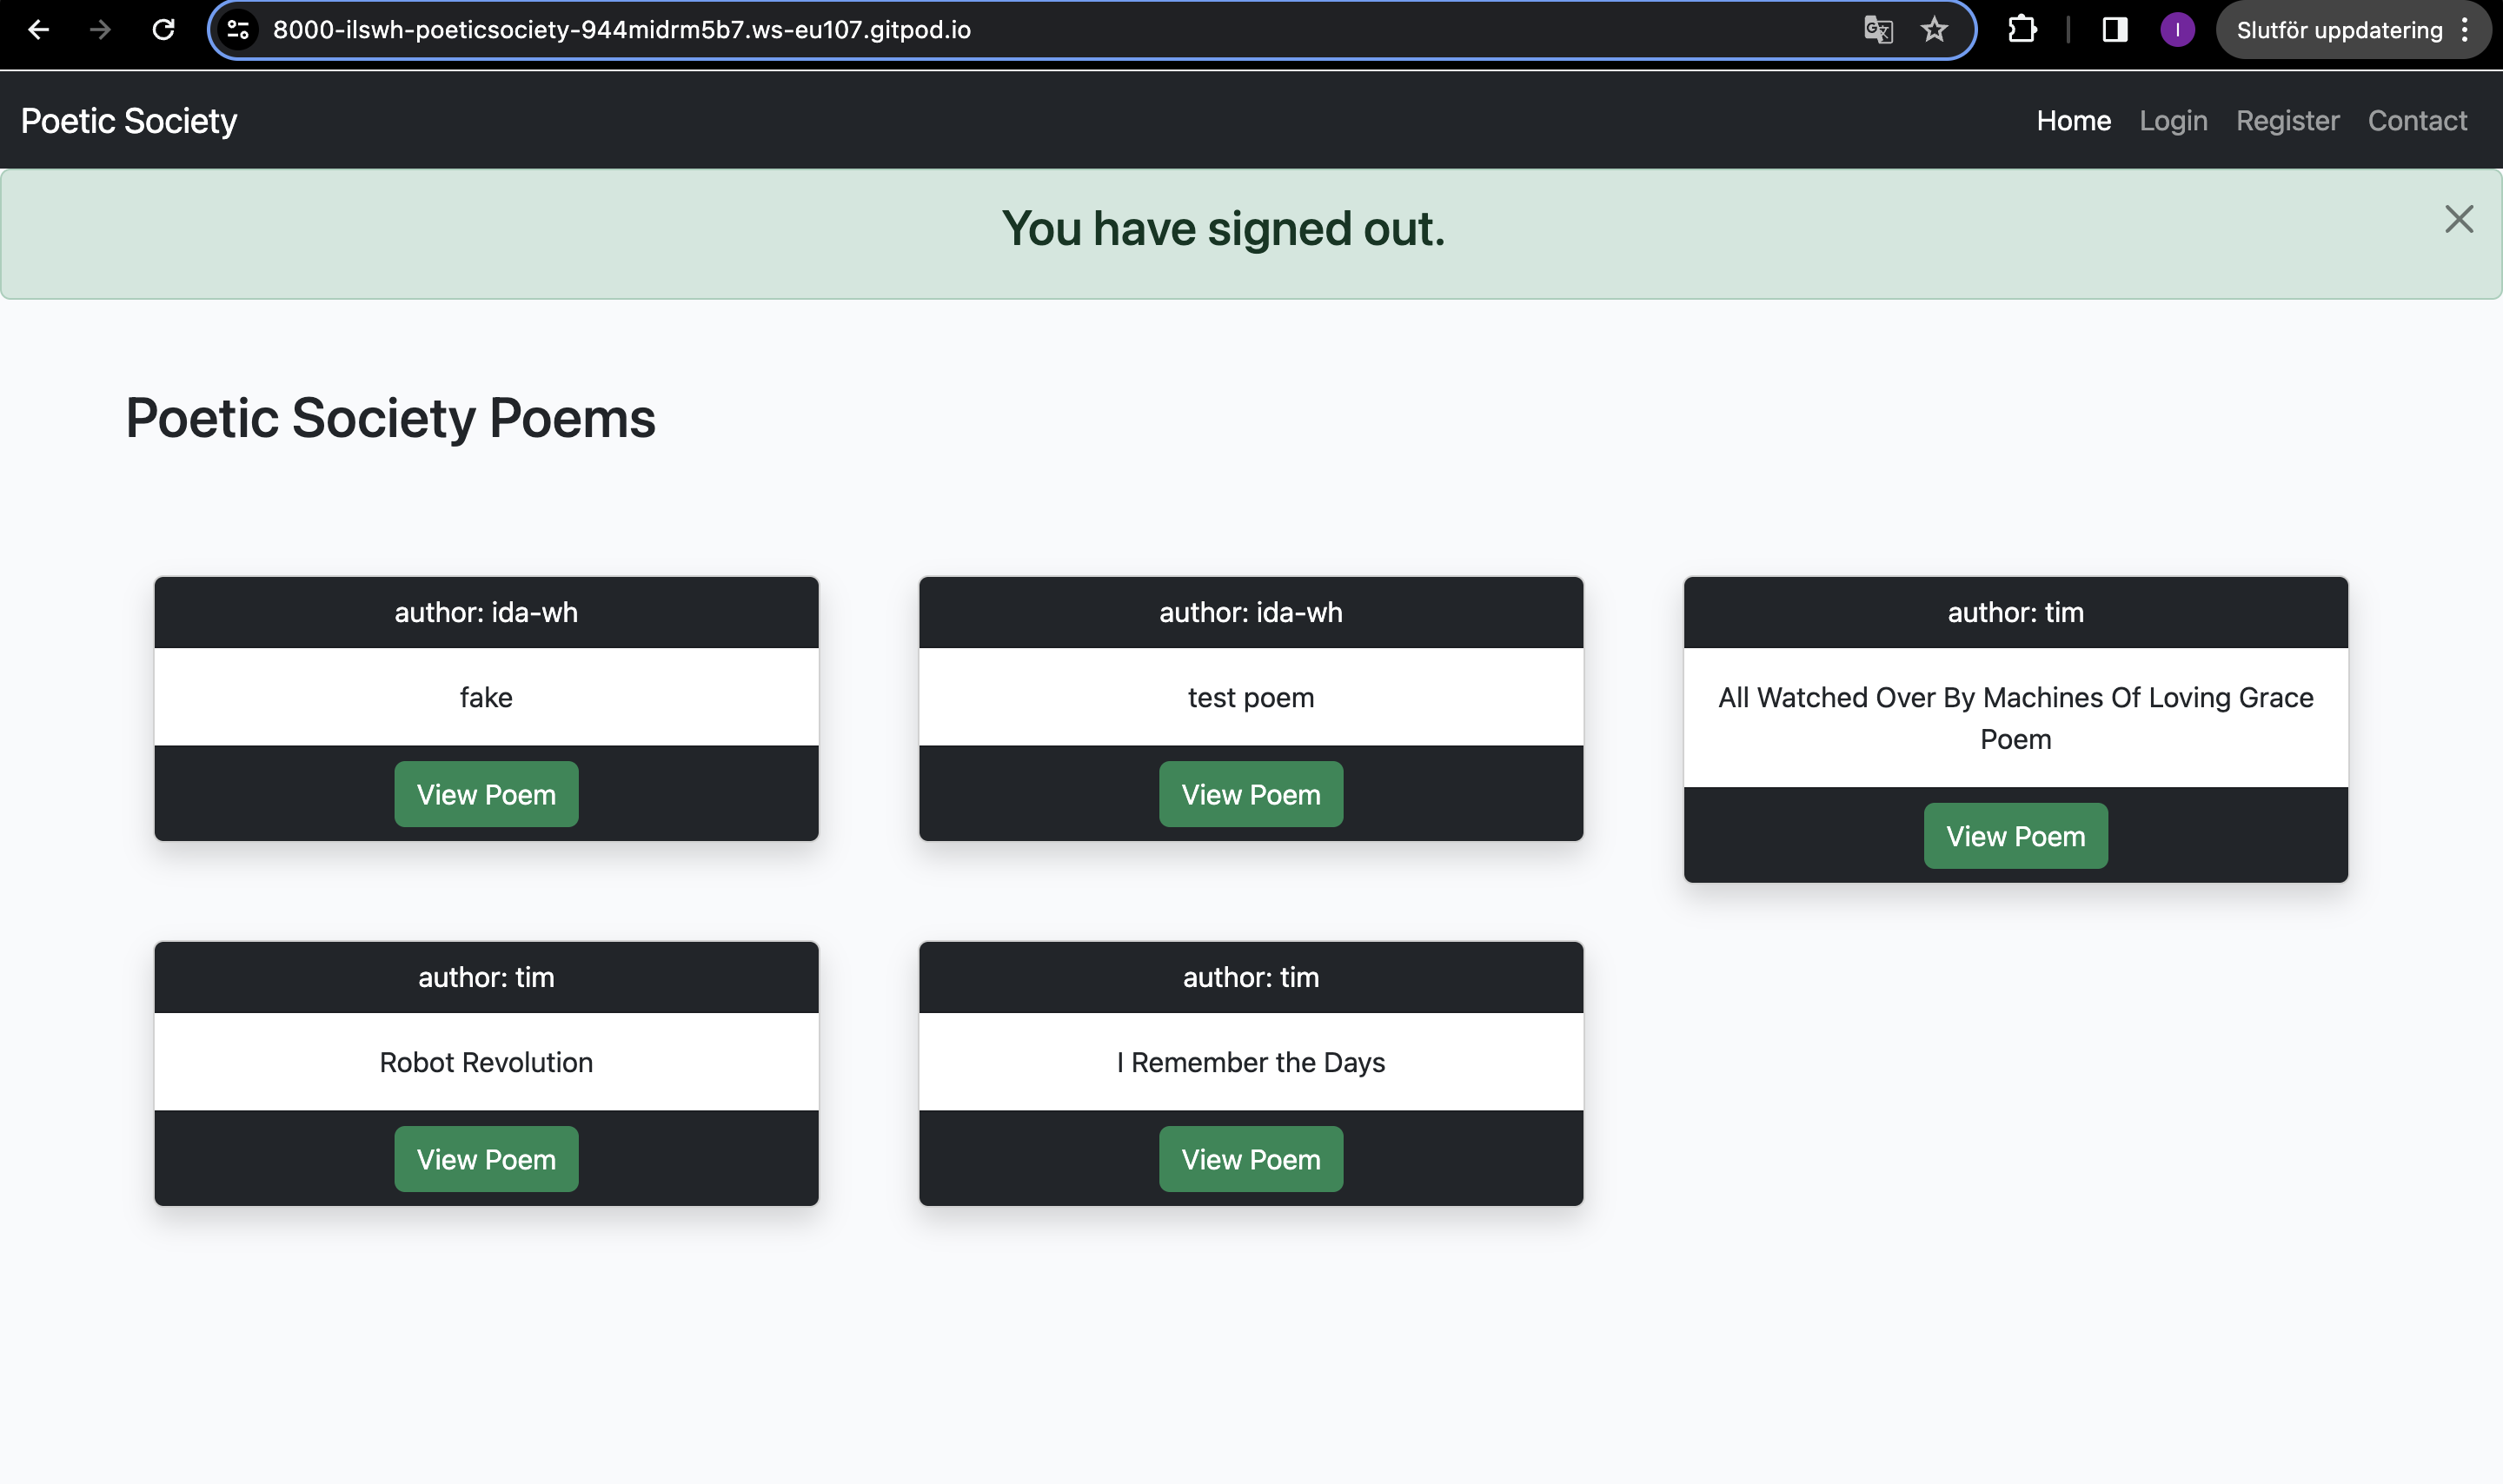 8000-ilswh-poeticsociety-944midrm5b7.ws-eu107.gitpod.io
I
Slutför uppdatering
Poetic Society
Home Login Register Contact
You have signed out.
Poetic Society Poems
author: ida-wh
fake
View Poem
author: ida-wh
test poem
View Poem
author: tim
All Watched Over By Machines Of Loving Grace
Poem
View Poem
author: tim
Robot Revolution
View Poem
author: tim
I Remember the Days
View Poem